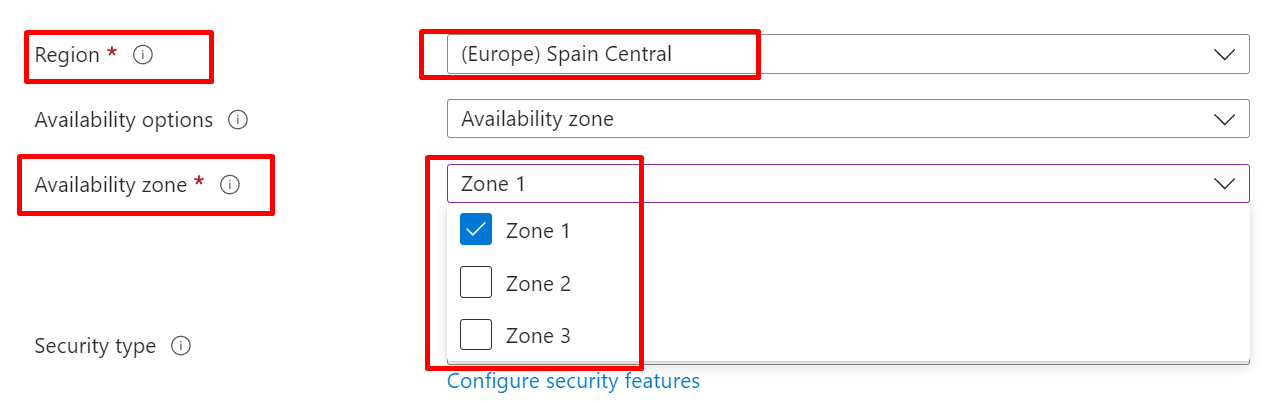 Region * (Europe) Spain Central
Availability options Availability zone
Availability zone * Zone 1
Zone 1
Zone 2
Zone 3
Security type
Configure security features